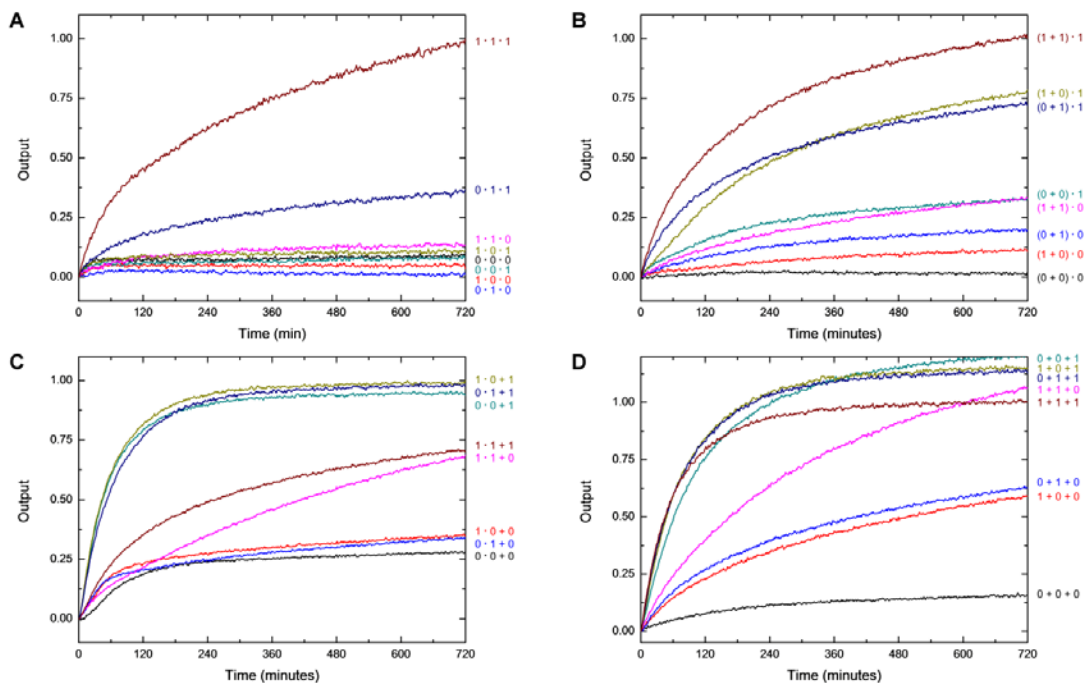 A
1.00
0.75
0.50
0.25
0.00
Output
0
120
240
360
480
600
720
Time (min)
1 · 1 · 1
0 · 1 · 1
1 · 1 · 0
1 · 0 · 1
0 · 0 · 0
0 · 0 · 1
1 · 0 · 0
0 · 1 · 0
B
1.00
0.75
0.50
0.25
0.00
Output
0
120
240
360
480
600
720
Time (minutes)
(1 + 1) · 1
(1 + 0) · 1
(0 + 1) · 1
(0 + 0) · 1
(1 + 1) · 0
(0 + 1) · 0
(1 + 0) · 0
(0 + 0) · 0
C
1.00
0.75
0.50
0.25
0.00
Output
0
120
240
360
480
600
720
Time (minutes)
1 · 0 + 1
0 · 1 + 1
0 · 0 + 1
1 · 1 + 1
1 · 1 + 0
1 · 0 + 0
0 · 1 + 0
0 · 0 + 0
D
1.00
0.75
0.50
0.25
0.00
Output
0
120
240
360
480
600
720
Time (minutes)
0 + 0 + 1
1 + 0 + 1
0 + 1 + 1
1 + 1 + 0
1 + 1 + 1
0 + 1 + 0
1 + 0 + 0
0 + 0 + 0